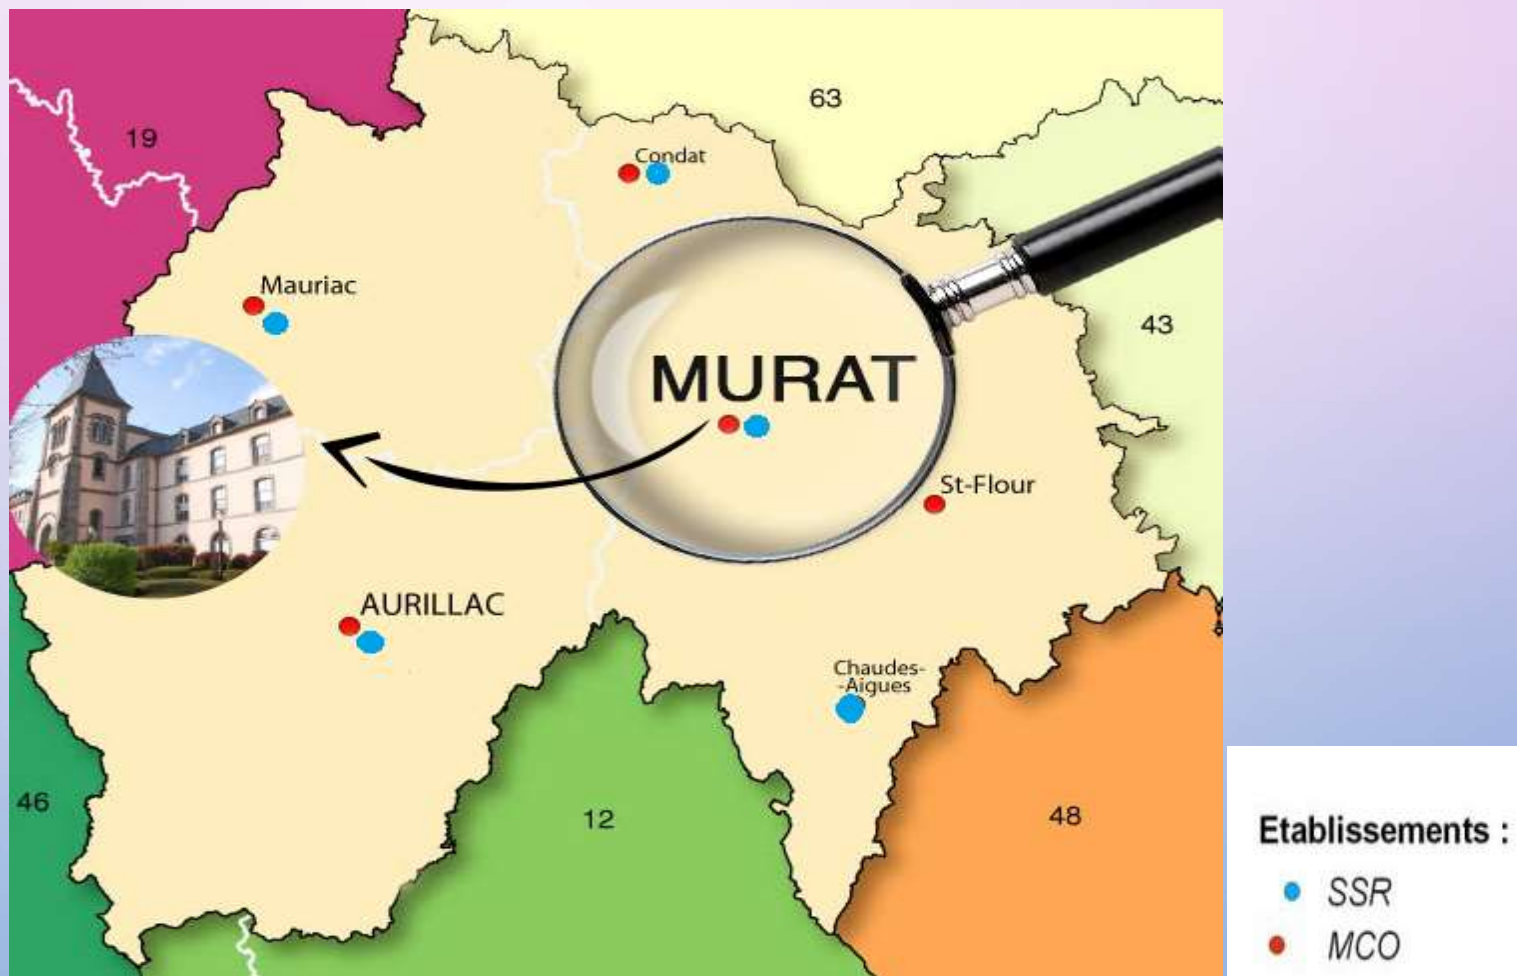 63
19
Condat
Mauriac
43
MURAT
St-Flour
AURILLAC
Chaudes-
-Aigues
46
12
48
Etablissements :
SSR
MCO